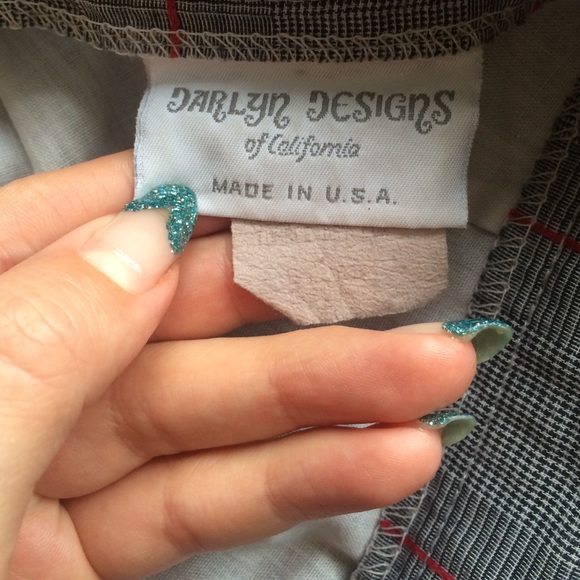 DARLYN DESIGNS
of California
MADE IN U.S.A.